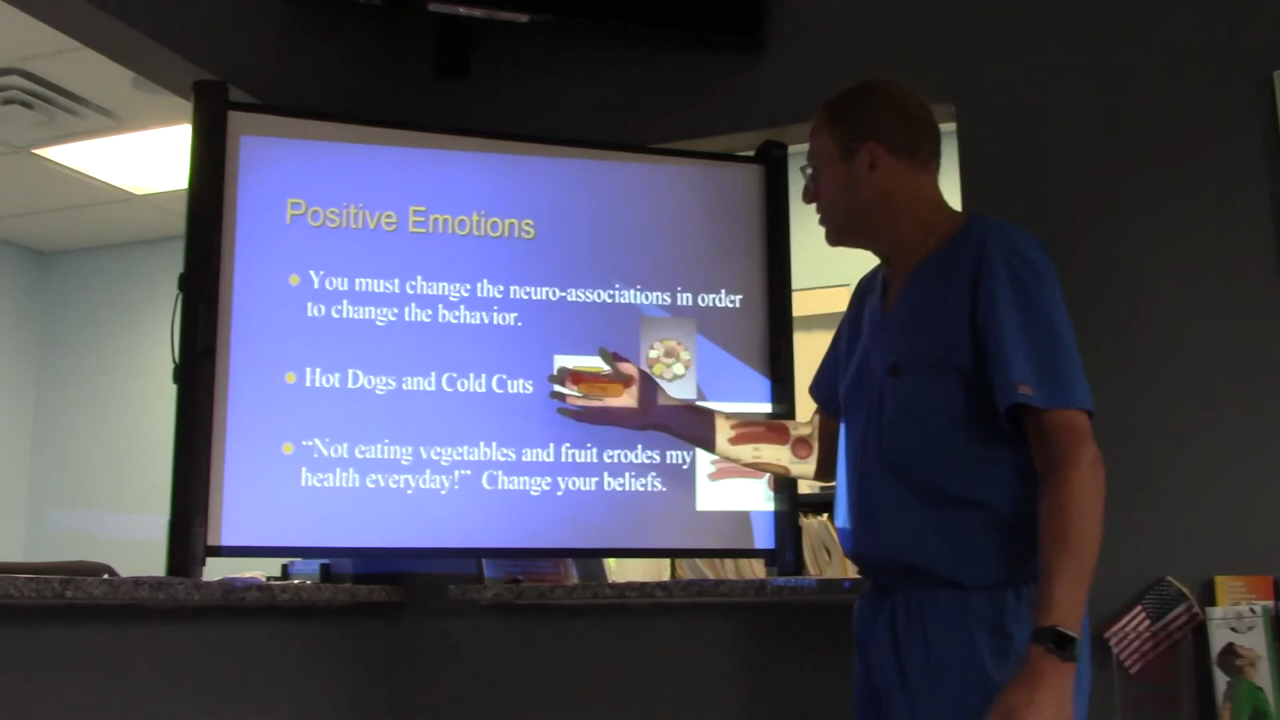 Positive Emotions
You must change the neuro-associations in order
to change the behavior.
Hot Dogs and Cold Cuts
“Not eating vegetables and fruit erodes my
health everyday!” Change your beliefs.